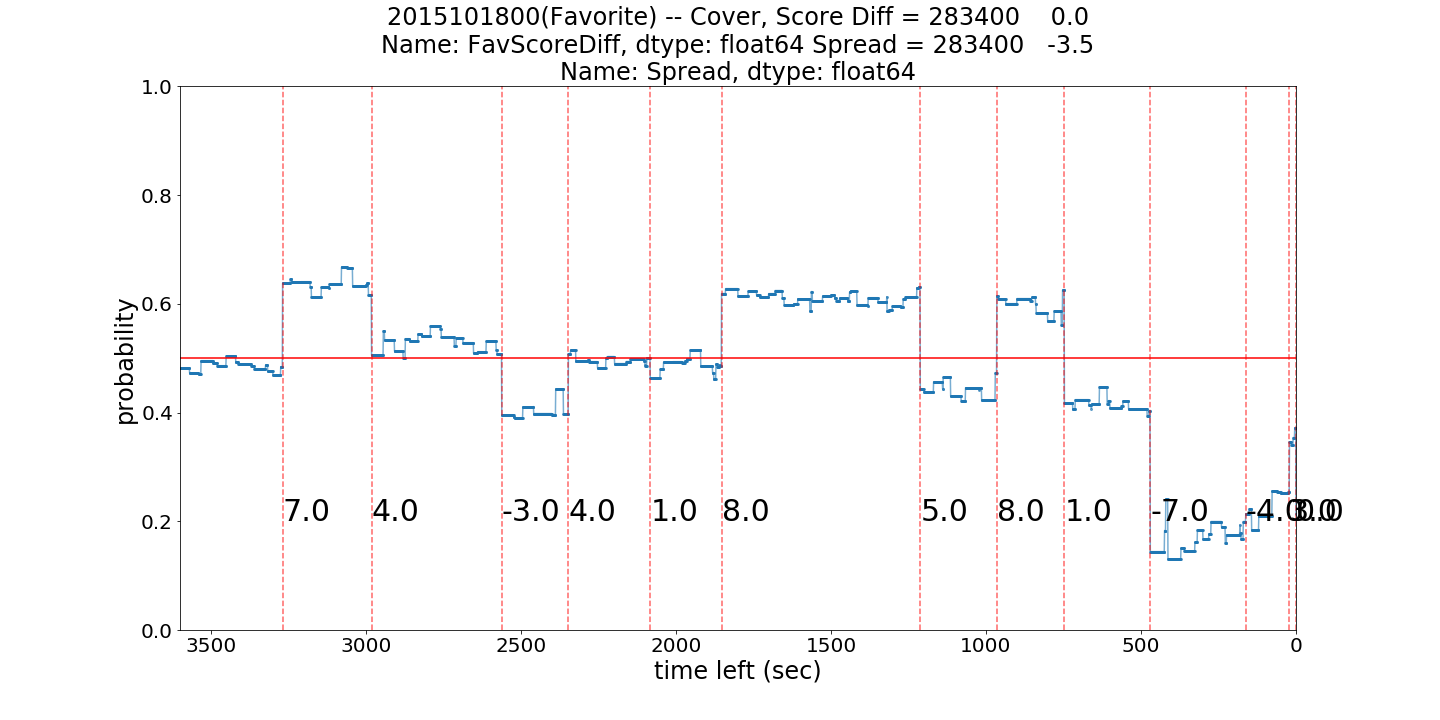 2015101800(Favorite) -- Cover, Score Diff = 283400    0.0
Name: FavScoreDiff, dtype: float64 Spread = 283400   -3.5
Name: Spread, dtype: float64
1.0
0.8
0.6
0.4
0.2
0.0
probability
7.0 4.0 -3.0 4.0 1.0 8.0 5.0 8.0 1.0 -7.0 -4.0
3500 3000 2500 2000 1500 1000 500 0
time left (sec)